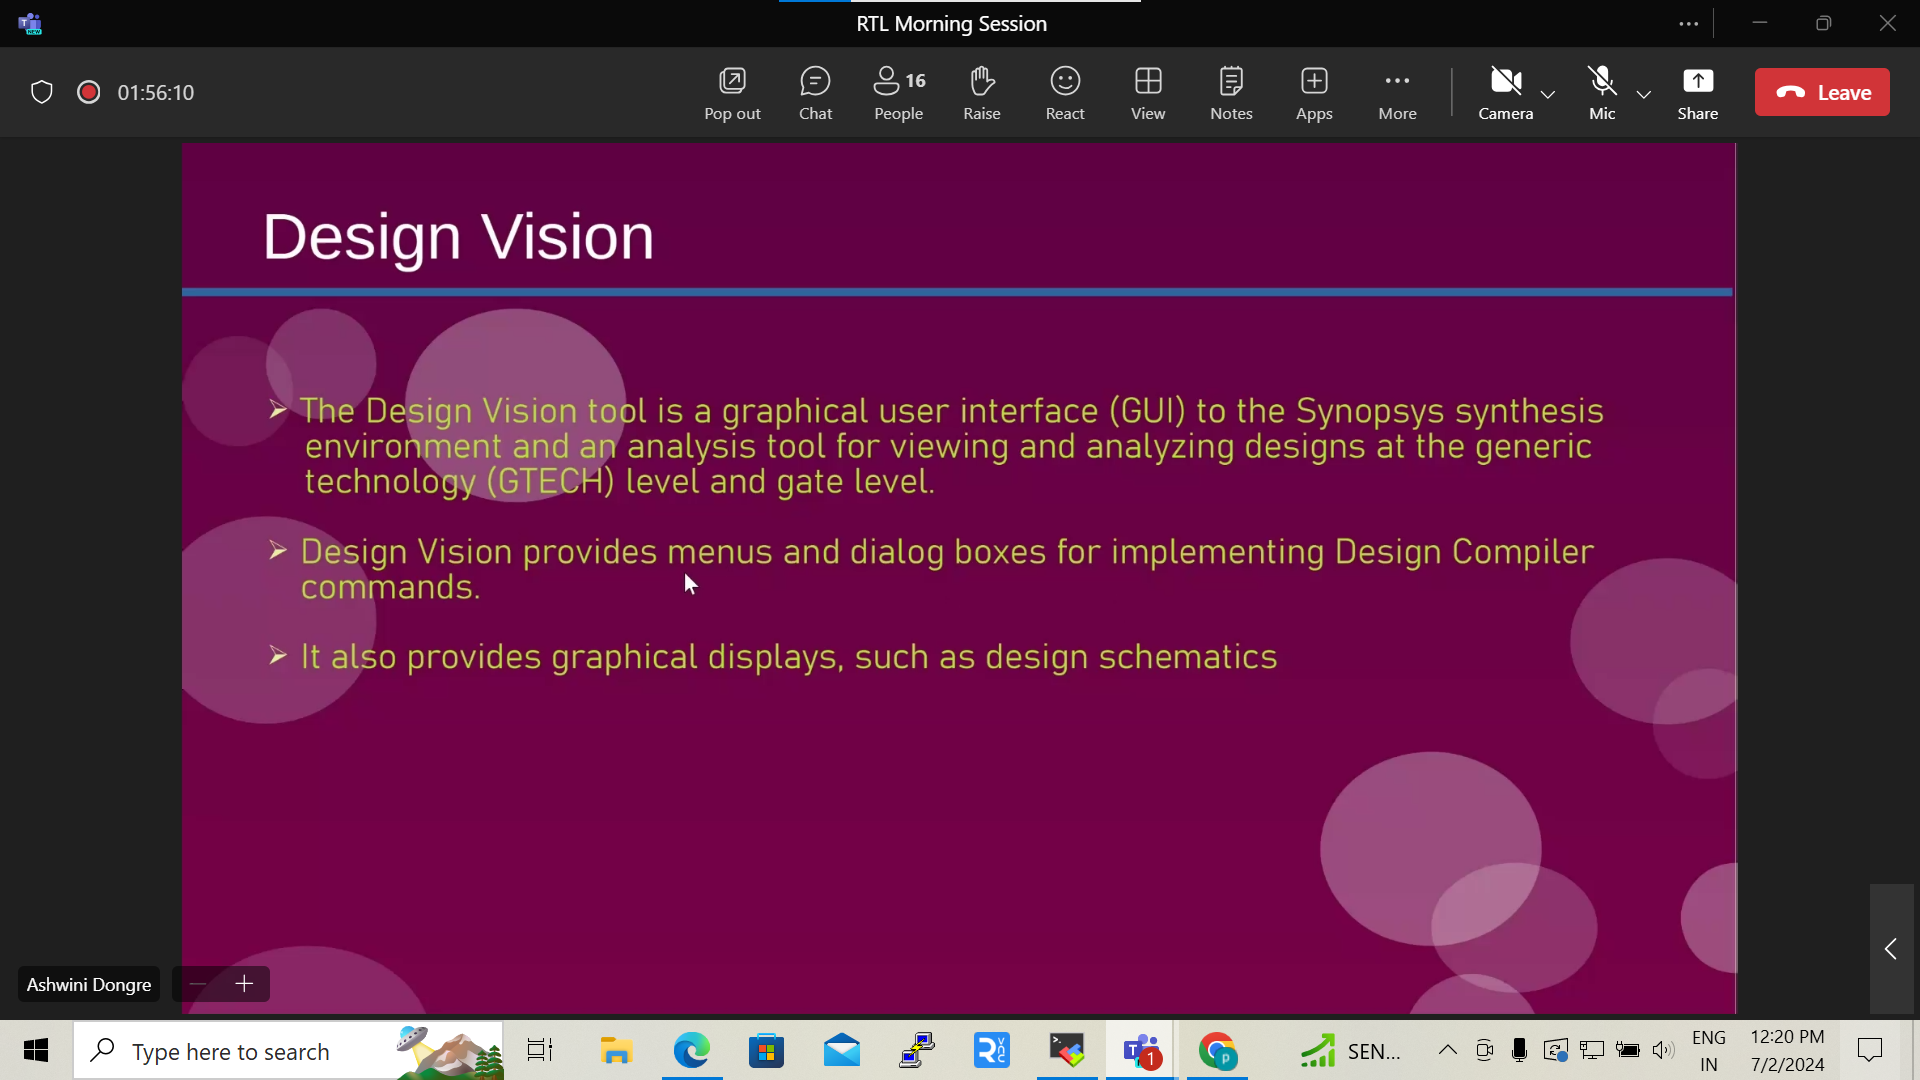 RTL Morning Session
01:56:10
Pop out
Chat
16
People
Raise
React
View
Notes
Apps
More
Camera
Mic
Share
Leave
Design Vision
The Design Vision tool is a graphical user interface (GUI) to the Synopsys synthesis
environment and an analysis tool for viewing and analyzing designs at the generic
technology (GTECH) level and gate level.
Design Vision provides menus and dialog boxes for implementing Design Compiler
commands.
It also provides graphical displays, such as design schematics
Ashwini Dongre
Type here to search
1
p
SEN...
ENG
IN
12:20 PM
7/2/2024